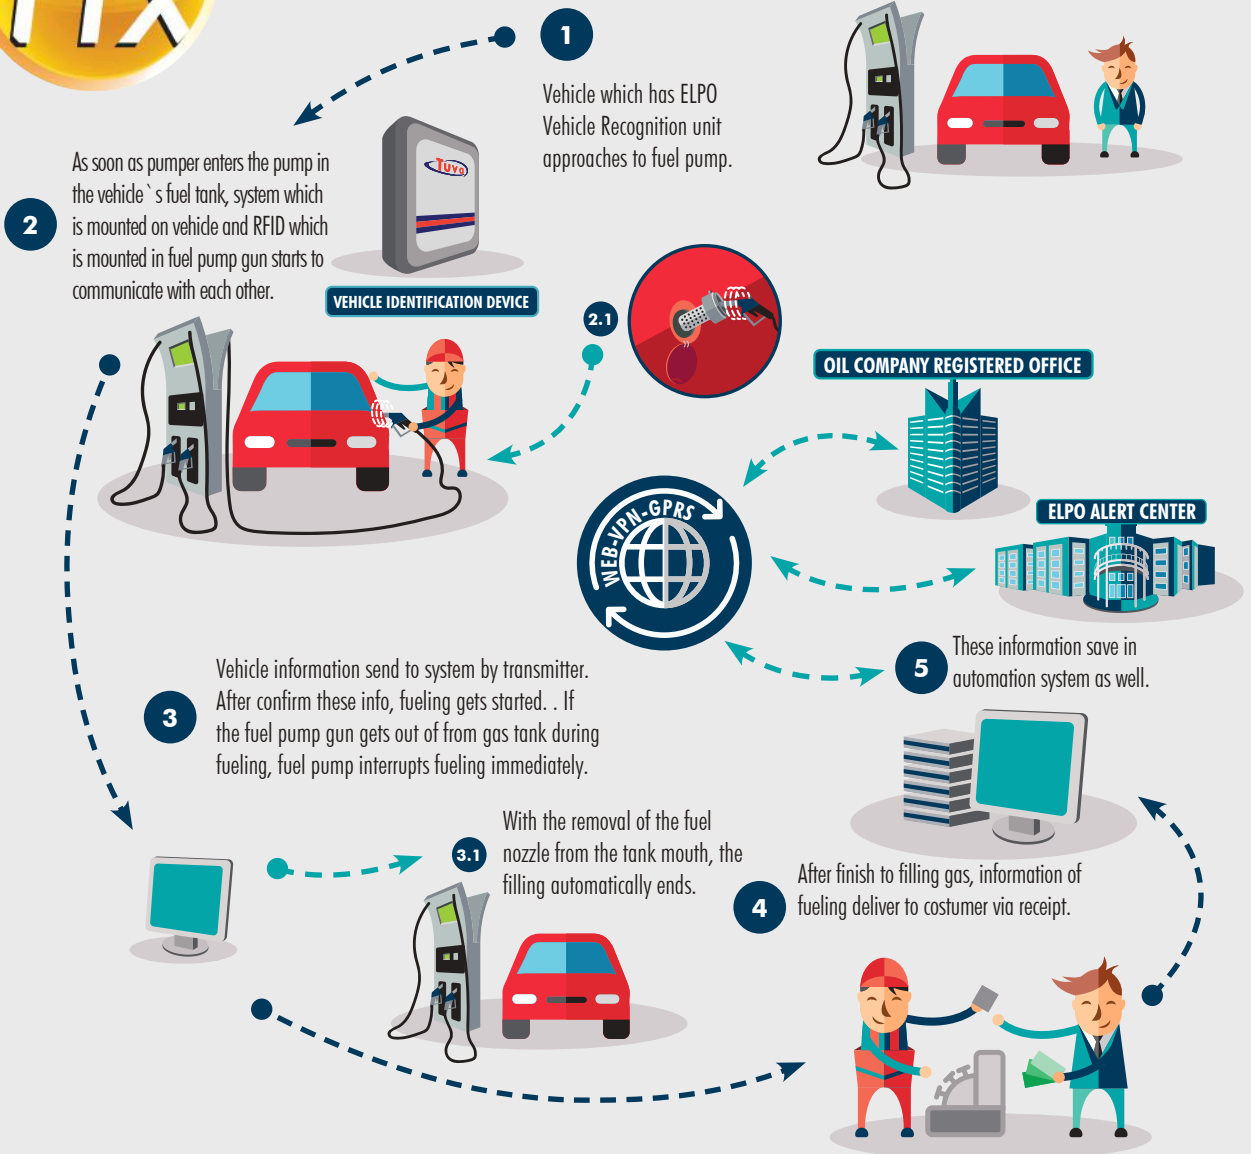 1
Vehicle which has ELPO
Vehicle Recognition unit
approaches to fuel pump.
2
As soon as pumper enters the pump in
the vehicle`s fuel tank, system which
is mounted on vehicle and RFID which
is mounted in fuel pump gun starts to
communicate with each other.
VEHICLE IDENTIFICATION DEVICE
2.1
OIL COMPANY REGISTERED OFFICE
ELPO ALERT CENTER
WEB-VPN-GPRS
3
Vehicle information send to system by transmitter.
After confirm these info, fueling gets started. . If
the fuel pump gun gets out of from gas tank during
fueling, fuel pump interrupts fueling immediately.
5
These information save in
automation system as well.
3.1
With the removal of the fuel
nozzle from the tank mouth, the
filling automatically ends.
4
After finish to filling gas, information of
fueling deliver to costumer via receipt.